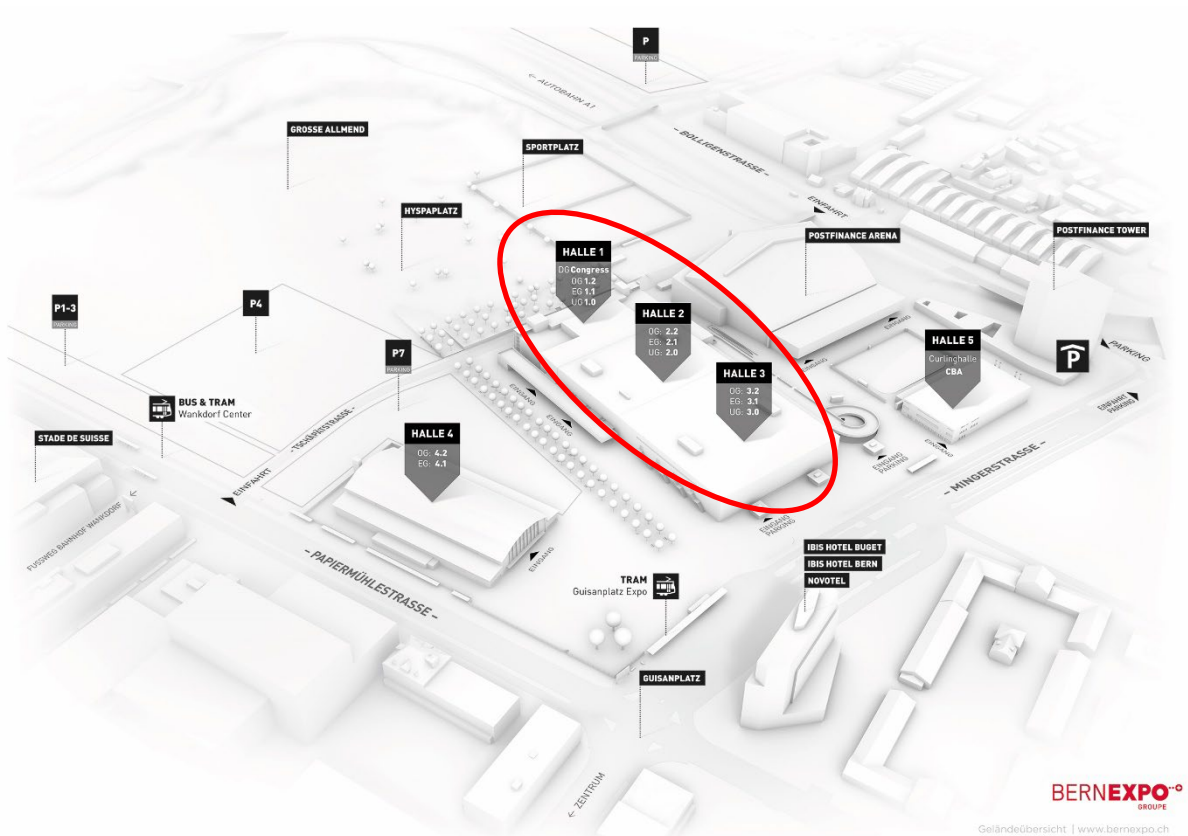 P
PARKING
← AUTOBAHN A1
GROSSE ALLMEND
- BOLLIGENSTRASSE -
SPORTPLATZ
EINFAHRT
HYSPAPLATZ
POSTFINANCE ARENA
POSTFINANCE TOWER
HALLE 1
OG Congress
OG 1.2
EG 1.1
UG 1.0
P1-3
PARKING
P4
HALLE 2
OG: 2.2
EG: 2.1
UG: 2.0
EINGANG
HALLE 5
Curlinghalle
CBA
P
PARKING
P7
PARKING
HALLE 3
OG: 3.2
EG: 3.1
UG: 3.0
EINGANG
EINGANG
EINGANG
EINFAHRT
PARKING
BUS & TRAM
Wankdorf Center
- TSCHÄPÄTSTRASSE -
STADE DE SUISSE
HALLE 4
OG: 4.2
EG: 4.1
EINGANG
EINGANG
PARKING
- MINGERSTRASSE -
EINFAHRT
FUSSWEG BAHNHOF WANKDORF
←
EINGANG
PARKING
- PAPIERMÜHLESTRASSE -
EINGANG
IBIS HOTEL BUGET
IBIS HOTEL BERN
NOVOTEL
TRAM
Guisanplatz Expo
GUISANPLATZ
← ZENTRUM
BERNEXPO
GROUPE
Geländeübersicht | www.bernexpo.ch